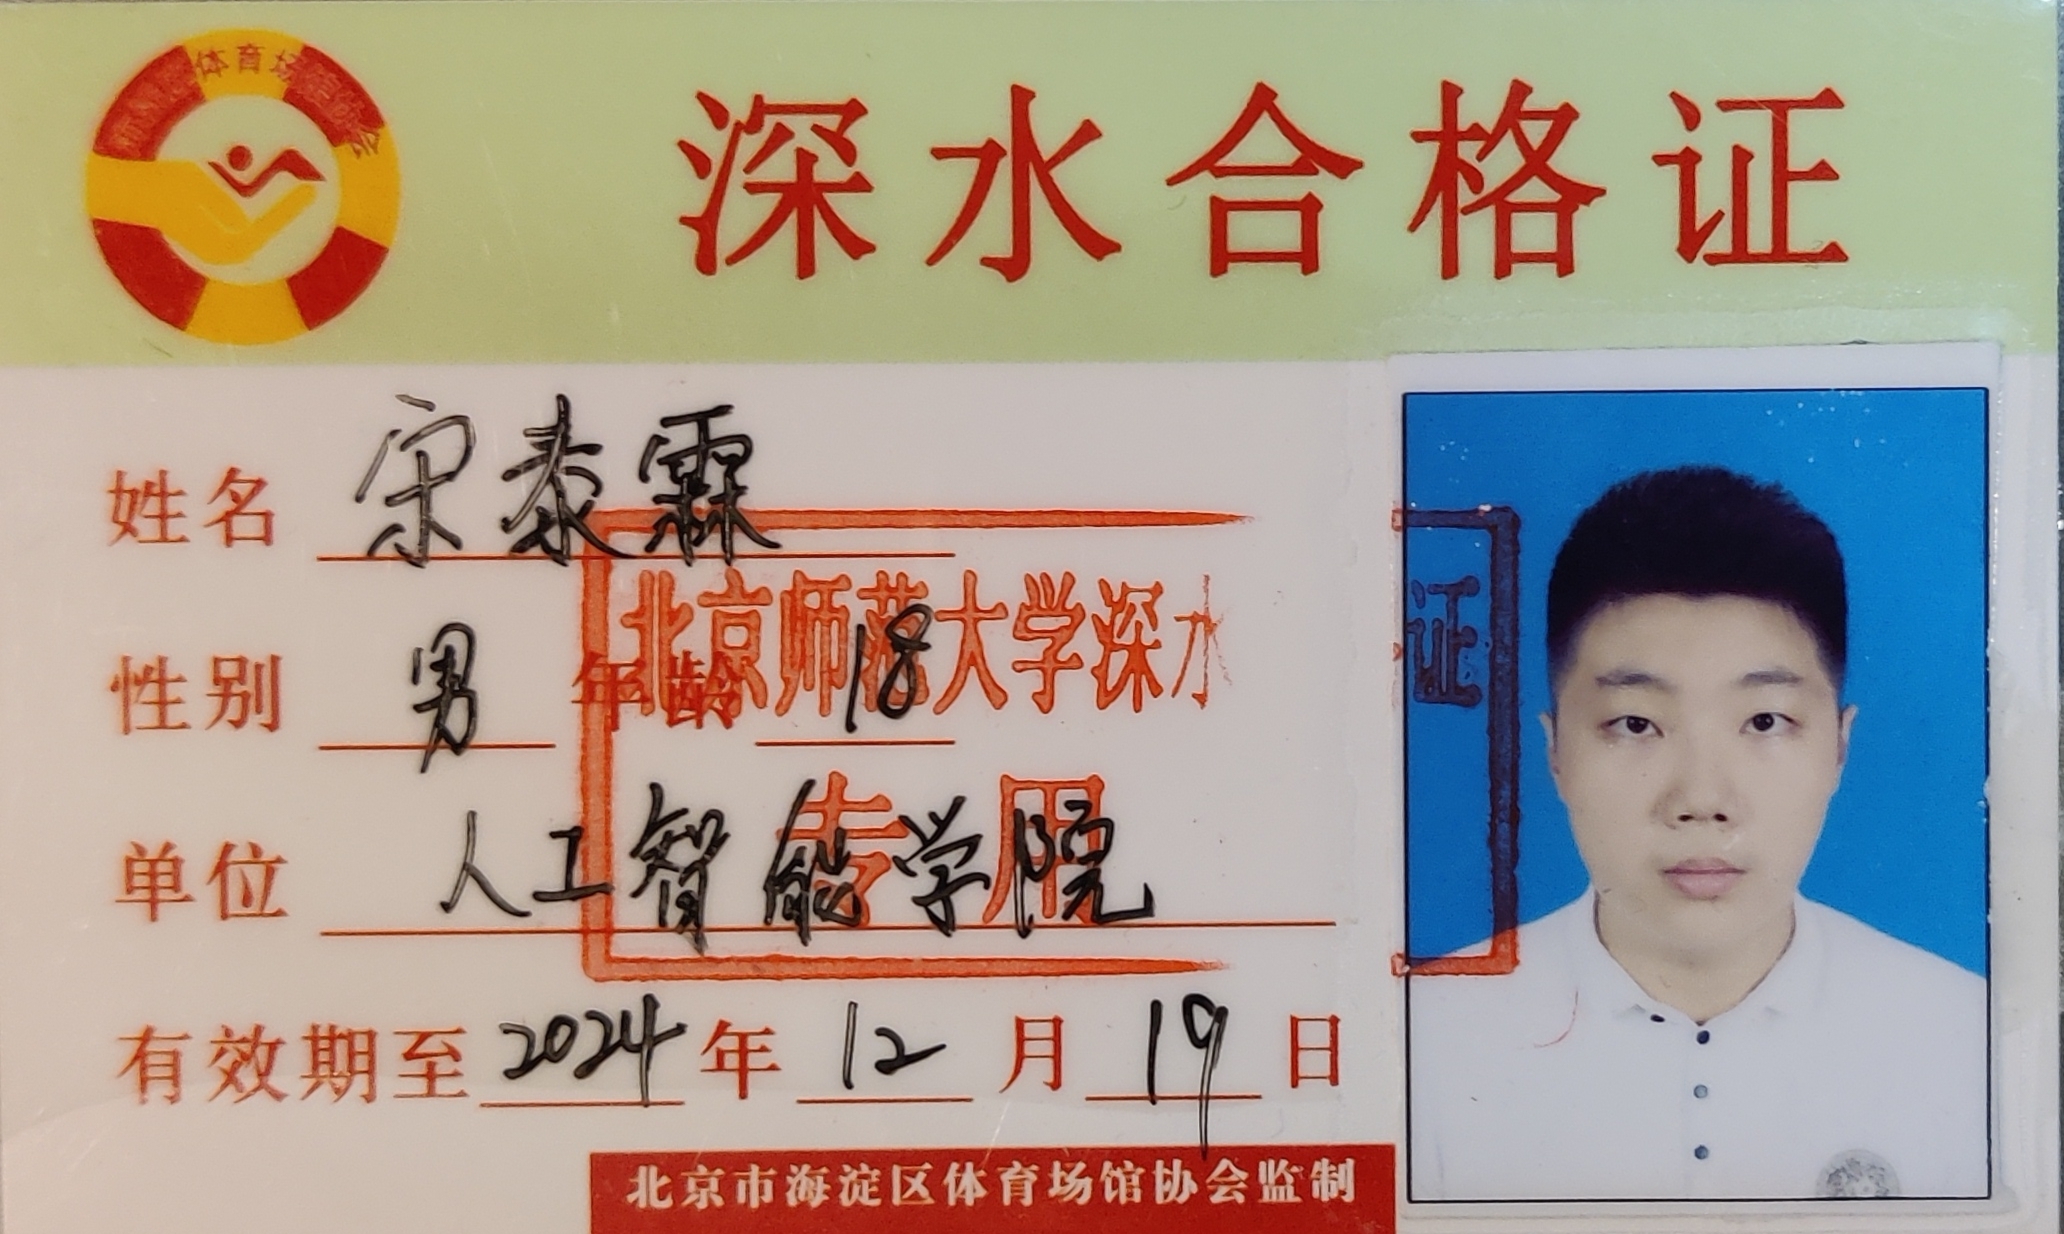 体育场馆协会
深水合格证
姓名 宋泰霖
北京师范大学深水 证
性别 男 年龄 18
专用
单位 人工智能学院
有效期至 2024 年 12 月 19 日
北京市海淀区体育场馆协会监制